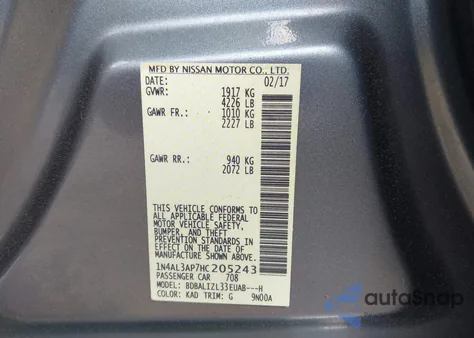 MFD BY NISSAN MOTOR CO., LTD.
DATE: 02/17
GVWR: 1917 KG
4226 LB
GAWR FR.: 1010 KG
2227 LB
GAWR RR.: 940 KG
2072 LB
THIS VEHICLE CONFORMS TO
ALL APPLICABLE FEDERAL
MOTOR VEHICLE SAFETY,
BUMPER, AND THEFT
PREVENTION STANDARDS
IN EFFECT ON THE DATE OF
MANUFACTURE SHOWN ABOVE.
1N4AL3AP7HC205243
PASSENGER CAR 708
MODEL: BDBALIZL33EUAB---H
COLOR: KAD TRIM: G 9N00A
autoSnap